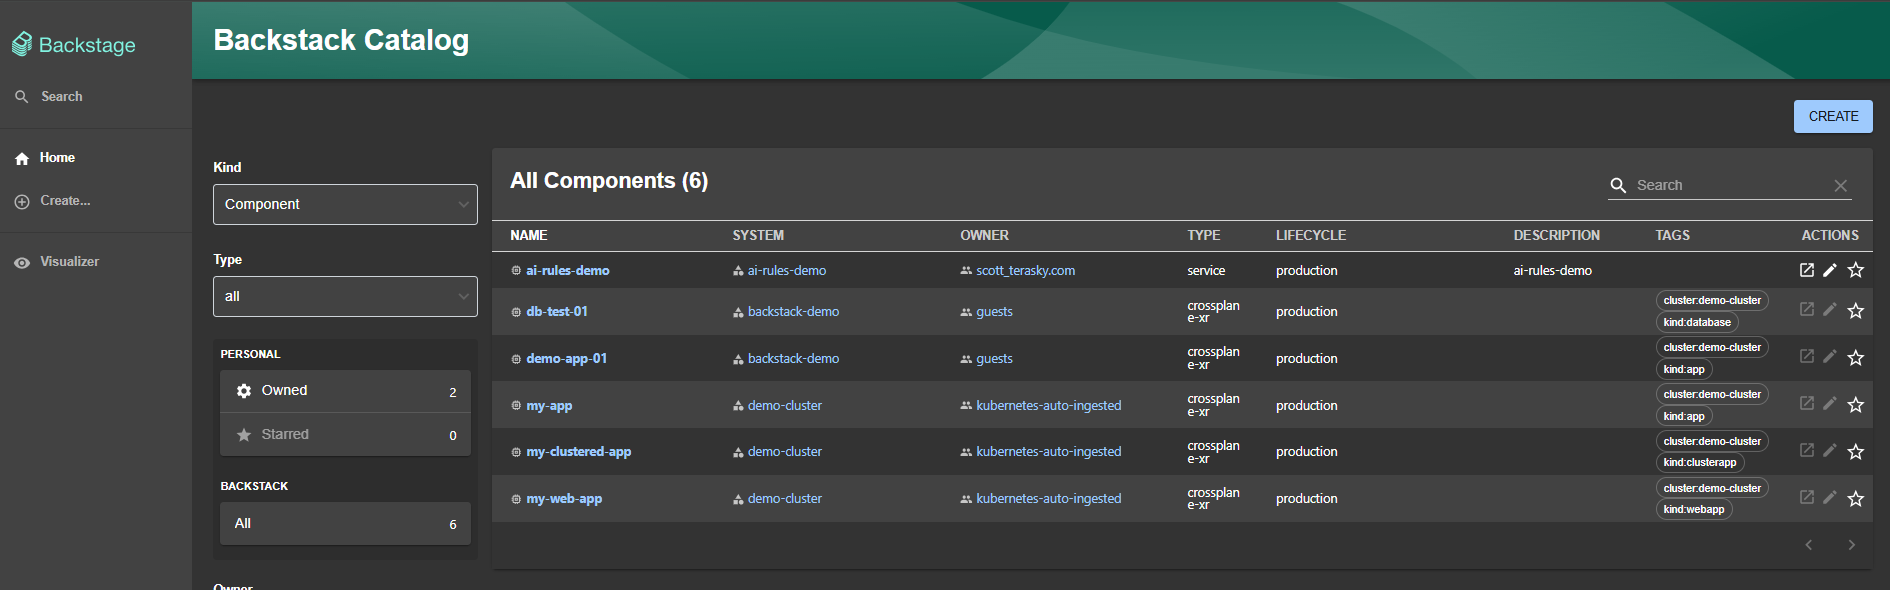 Backstage
Search
Home
Create...
Visualizer
Backstack Catalog
CREATE
Kind
Component
Type
all
PERSONAL
Owned 2
Starred 0
BACKSTACK
All 6
Owner
All Components (6)
Search
NAME SYSTEM OWNER TYPE LIFECYCLE DESCRIPTION TAGS ACTIONS
ai-rules-demo ai-rules-demo scott_terasky.com service production ai-rules-demo
db-test-01 backstack-demo guests crossplan
e-xr production cluster:demo-cluster
kind:database
demo-app-01 backstack-demo guests crossplan
e-xr production cluster:demo-cluster
kind:app
my-app demo-cluster kubernetes-auto-ingested crossplan
e-xr production cluster:demo-cluster
kind:app
my-clustered-app demo-cluster kubernetes-auto-ingested crossplan
e-xr production cluster:demo-cluster
kind:clusterapp
my-web-app demo-cluster kubernetes-auto-ingested crossplan
e-xr production cluster:demo-cluster
kind:webapp